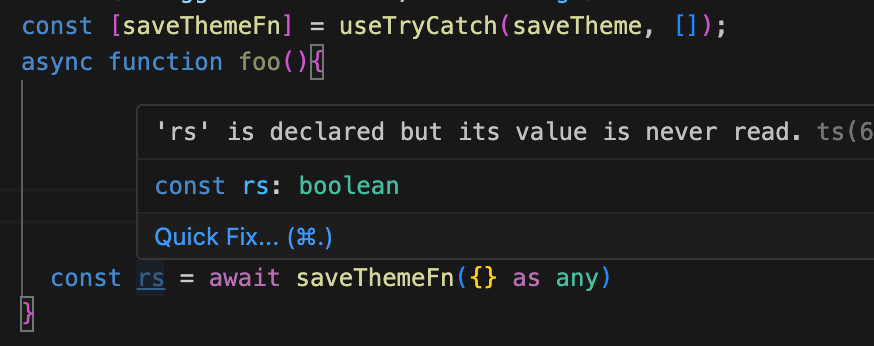 const [saveThemeFn] = useTryCatch(saveTheme, []);
async function foo(){
'rs' is declared but its value is never read. ts(6
const rs: boolean
Quick Fix... (⌘.)
const rs = await saveThemeFn({} as any)
}